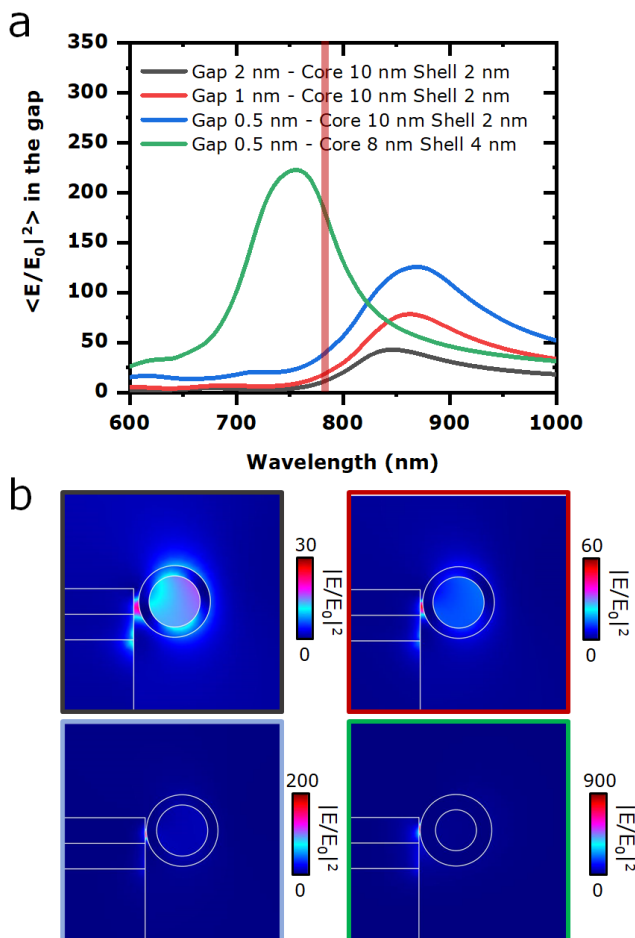 a
350
300
250
200
150
100
50
0
Gap 2 nm - Core 10 nm Shell 2 nm
Gap 1 nm - Core 10 nm Shell 2 nm
Gap 0.5 nm - Core 10 nm Shell 2 nm
Gap 0.5 nm - Core 8 nm Shell 4 nm
<E/E₀|²> in the gap
600 700 800 900 1000
Wavelength (nm)
b
30
|E/E₀|²
0
60
|E/E₀|²
0
200
|E/E₀|²
0
900
|E/E₀|²
0